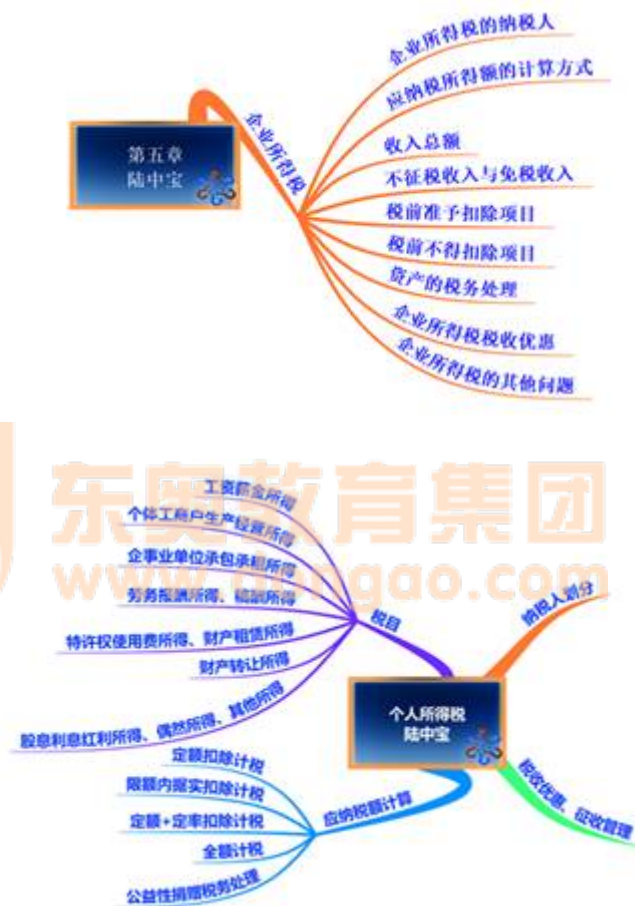 第五章
陆中宝
企业所得税
企业所得税的纳税人
应纳税所得额的计算方式
收入总额
不征税收入与免税收入
税前准予扣除项目
税前不得扣除项目
资产的税务处理
企业所得税税收优惠
企业所得税的其他问题
东奥教育集团
www.dongao.com
工资薪金所得
个体工商户生产经营所得
企事业单位承包承租所得
劳务报酬所得、稿酬所得
特许权使用费所得、财产租赁所得
财产转让所得
股息利息红利所得、偶然所得、其他所得
税目
纳税人划分
个人所得税
陆中宝
税收优惠、征收管理
应纳税额计算
定额扣除计税
限额内据实扣除计税
定额+定率扣除计税
全额计税
公益性捐赠税务处理